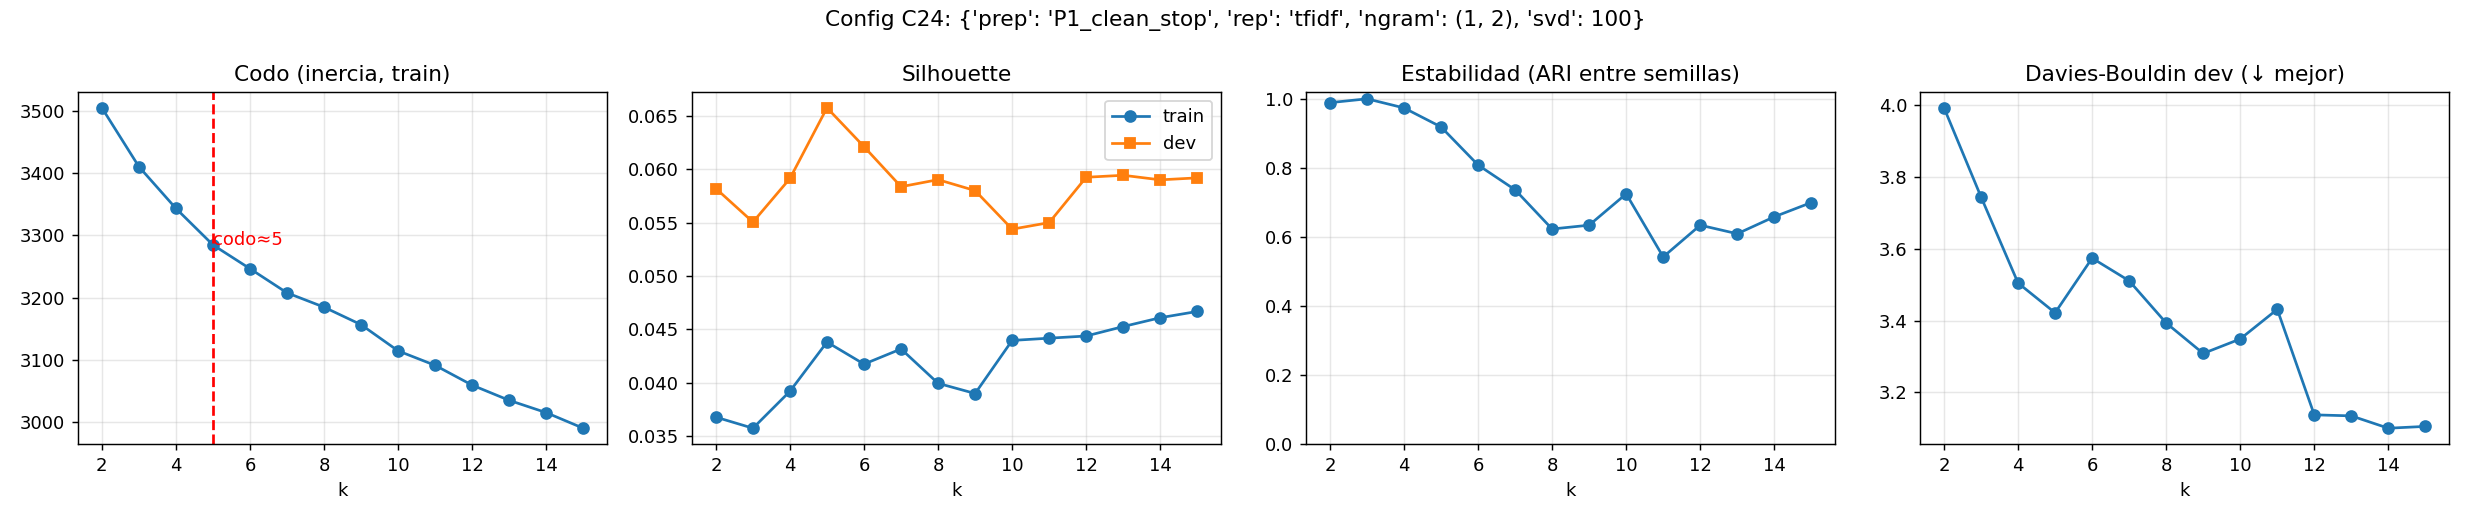 Config C24: {'prep': 'P1_clean_stop', 'rep': 'tfidf', 'ngram': (1, 2), 'svd': 100}
Codo (inercia, train)
3500
3400
3300
3200
3100
3000
codo≈5
2 4 6 8 10 12 14
k
Silhouette
0.065
0.060
0.055
0.050
0.045
0.040
0.035
train
dev
2 4 6 8 10 12 14
k
Estabilidad (ARI entre semillas)
1.0
0.8
0.6
0.4
0.2
0.0
2 4 6 8 10 12 14
k
Davies-Bouldin dev (↓ mejor)
4.0
3.8
3.6
3.4
3.2
2 4 6 8 10 12 14
k